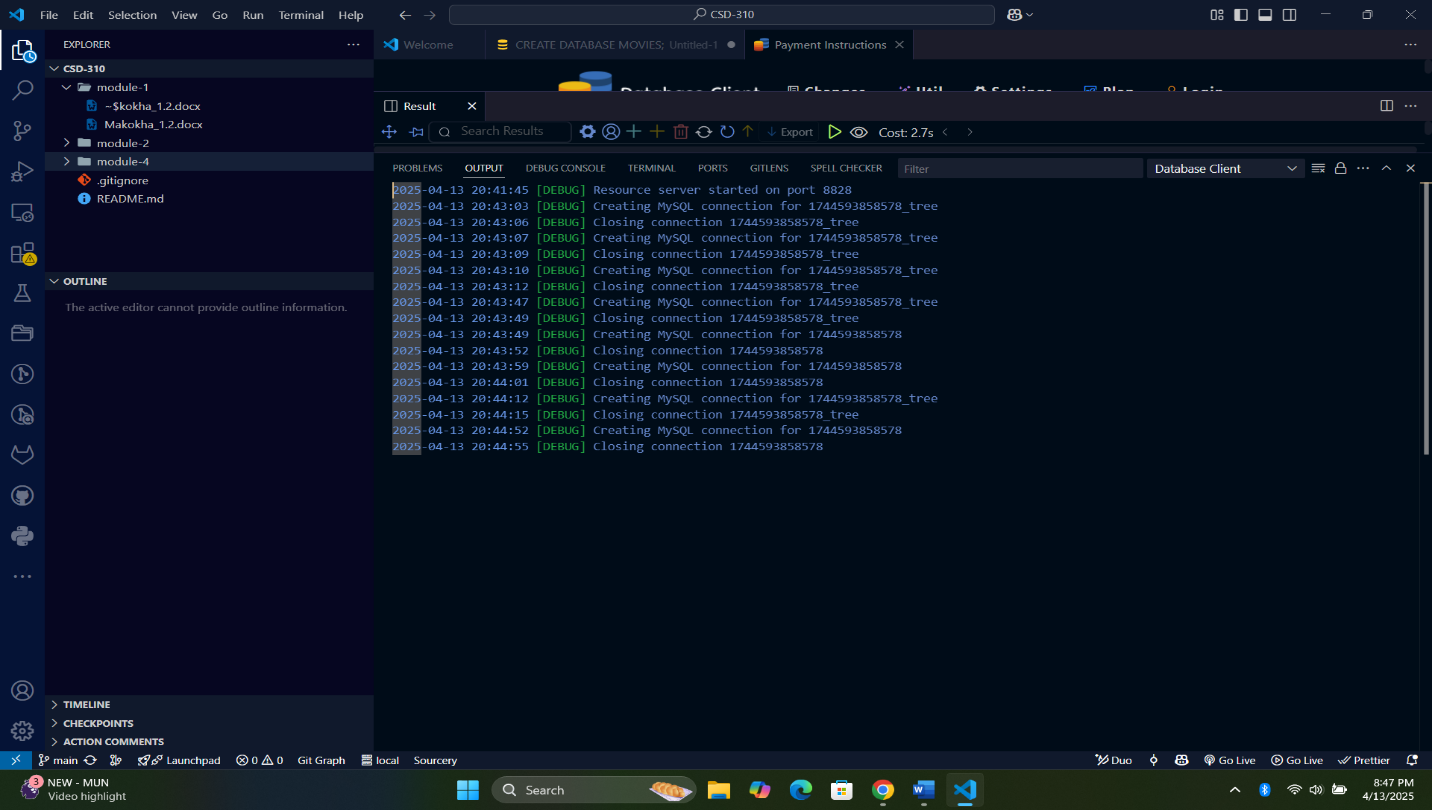 File Edit Selection View Go Run Terminal Help
CSD-310
EXPLORER
Welcome
CREATE DATABASE MOVIES; Untitled-1
Payment Instructions
CSD-310
module-1
~$kokha_1.2.docx
Makokha_1.2.docx
module-2
module-4
.gitignore
README.md
Database Client Changes Util Settings Blog Login
Result
Search Results
Export
Cost: 2.7s
PROBLEMS OUTPUT DEBUG CONSOLE TERMINAL PORTS GITLENS SPELL CHECKER
Filter
Database Client
2025-04-13 20:41:45 [DEBUG] Resource server started on port 8828
2025-04-13 20:43:03 [DEBUG] Creating MySQL connection for 1744593858578_tree
2025-04-13 20:43:06 [DEBUG] Closing connection 1744593858578_tree
2025-04-13 20:43:07 [DEBUG] Creating MySQL connection for 1744593858578_tree
2025-04-13 20:43:09 [DEBUG] Closing connection 1744593858578_tree
2025-04-13 20:43:10 [DEBUG] Creating MySQL connection for 1744593858578_tree
2025-04-13 20:43:12 [DEBUG] Closing connection 1744593858578_tree
2025-04-13 20:43:47 [DEBUG] Creating MySQL connection for 1744593858578_tree
2025-04-13 20:43:49 [DEBUG] Closing connection 1744593858578_tree
2025-04-13 20:43:49 [DEBUG] Creating MySQL connection for 1744593858578
2025-04-13 20:43:52 [DEBUG] Closing connection 1744593858578
2025-04-13 20:43:59 [DEBUG] Creating MySQL connection for 1744593858578
2025-04-13 20:44:01 [DEBUG] Closing connection 1744593858578
2025-04-13 20:44:12 [DEBUG] Creating MySQL connection for 1744593858578_tree
2025-04-13 20:44:15 [DEBUG] Closing connection 1744593858578_tree
2025-04-13 20:44:52 [DEBUG] Creating MySQL connection for 1744593858578
2025-04-13 20:44:55 [DEBUG] Closing connection 1744593858578
OUTLINE
The active editor cannot provide outline information.
TIMELINE
CHECKPOINTS
ACTION COMMENTS
main
Launchpad
0 0
Git Graph
local
Sourcery
Duo
Go Live
Go Live
Prettier
3
NEW - MUN
Video highlight
Search
8:47 PM
4/13/2025